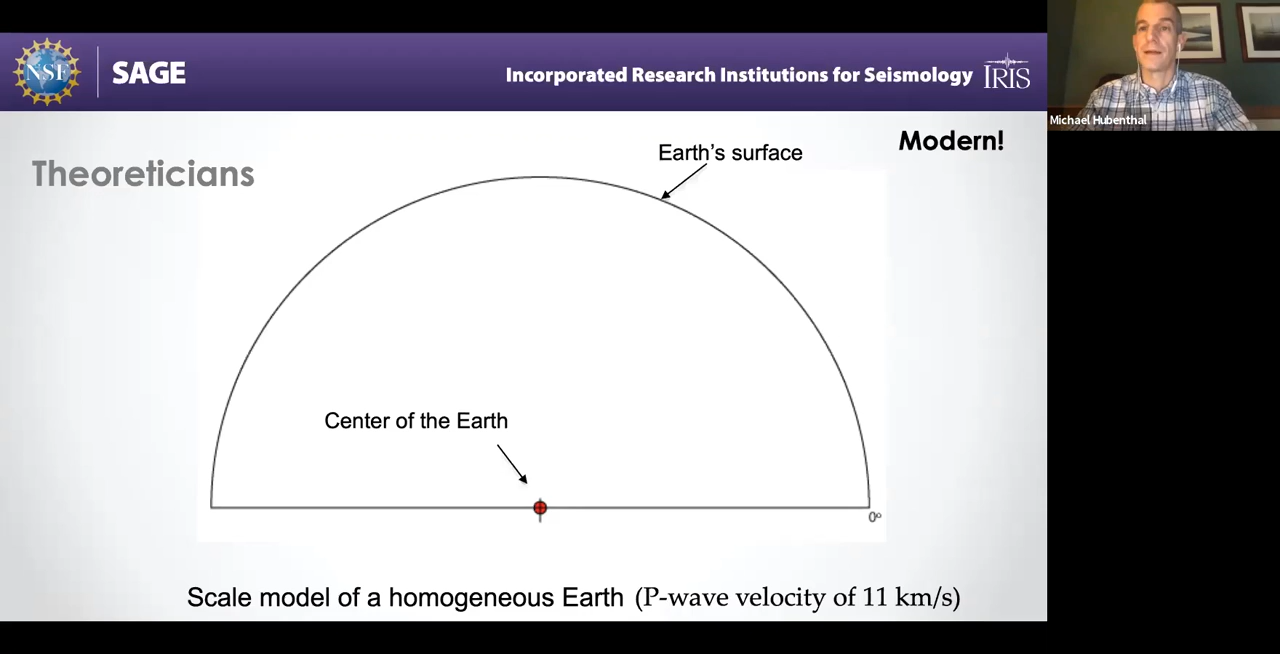 NSF
SAGE
Incorporated Research Institutions for Seismology
IRIS
Michael Hubenthal
Modern!
Theoreticians
Earth's surface
Center of the Earth
0°
Scale model of a homogeneous Earth (P-wave velocity of 11 km/s)